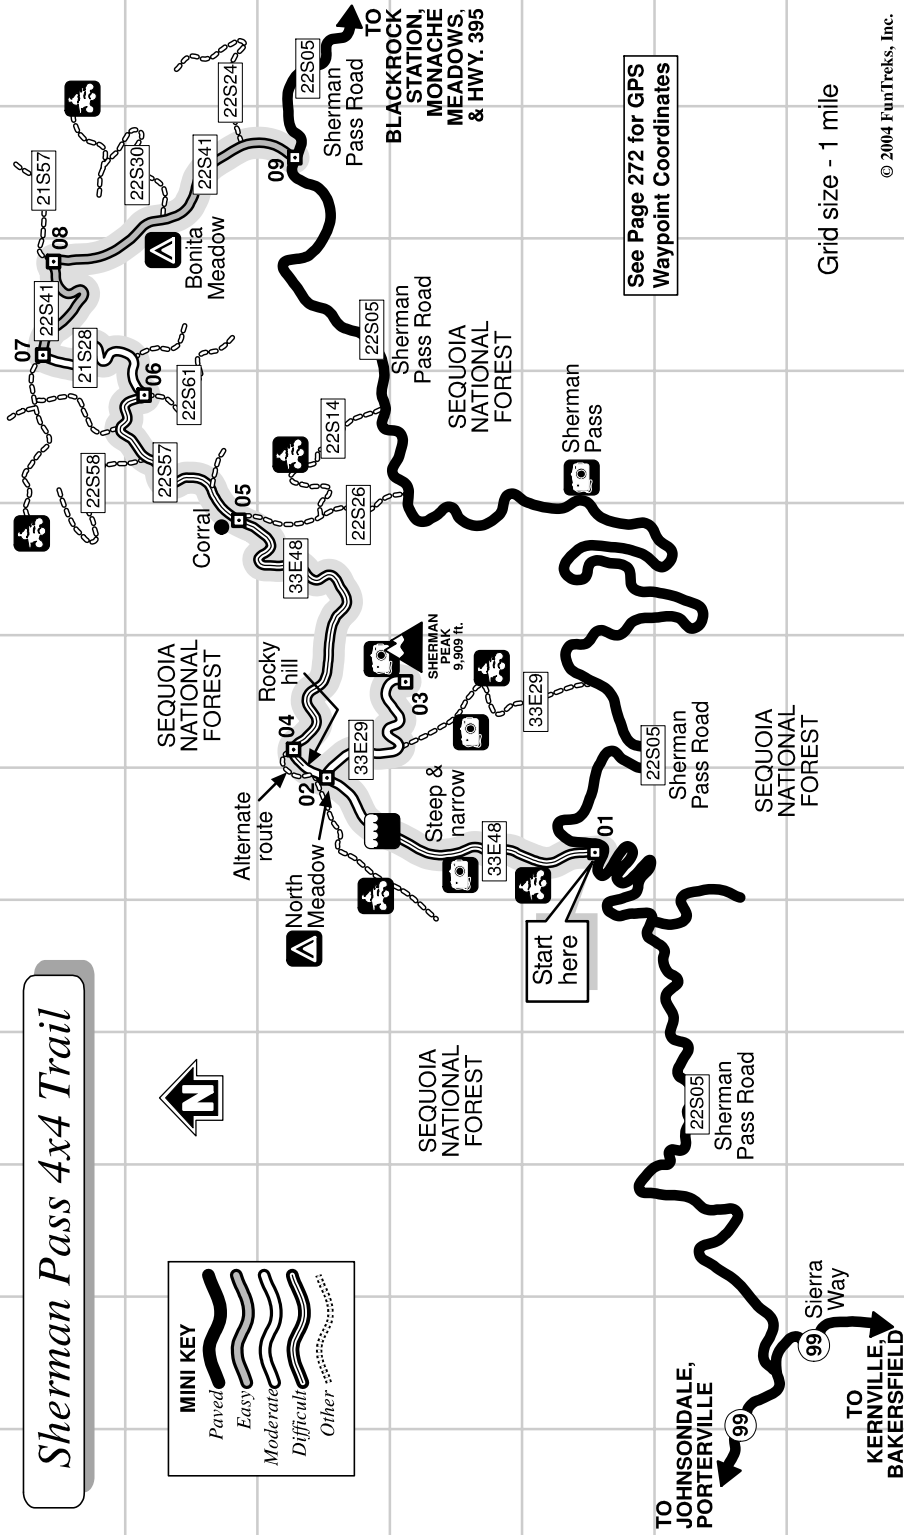 Sherman Pass 4x4 Trail
MINI KEY
Paved
Easy
Moderate
Difficult
Other
N
TO
JOHNSONDALE,
PORTERVILLE
99
99
Sierra
Way
TO
KERNVILLE,
BAKERSFIELD
22S05
Sherman
Pass Road
SEQUOIA
NATIONAL
FOREST
Start
here
01
33E48
Steep &
narrow
North
Meadow
02
Alternate
route
04
Rocky
hill
33E29
03
SHERMAN
PEAK
9,909 ft.
33E29
SEQUOIA
NATIONAL
FOREST
22S05
Sherman
Pass Road
SEQUOIA
NATIONAL
FOREST
33E48
Corral
05
22S57
22S58
22S26
22S14
Sherman
Pass
SEQUOIA
NATIONAL
FOREST
22S05
Sherman
Pass Road
06
22S61
21S28
07
22S41
08
21S57
Bonita
Meadow
22S30
22S41
22S24
09
22S05
Sherman
Pass Road
TO
BLACKROCK
STATION,
MONACHE
MEADOWS,
& HWY. 395
See Page 272 for GPS
Waypoint Coordinates
Grid size - 1 mile
© 2004 FunTreks, Inc.